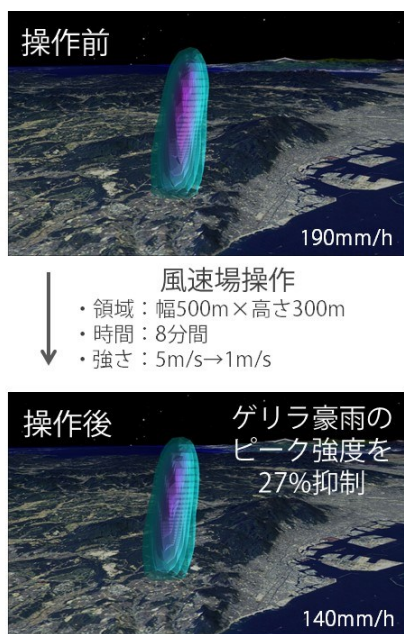 操作前
190mm/h
風速場操作
・領域：幅500m×高さ300m
・時間：8分間
・強さ：5m/s→1m/s
操作後
ゲリラ豪雨の
ピーク強度を
27%抑制
140mm/h